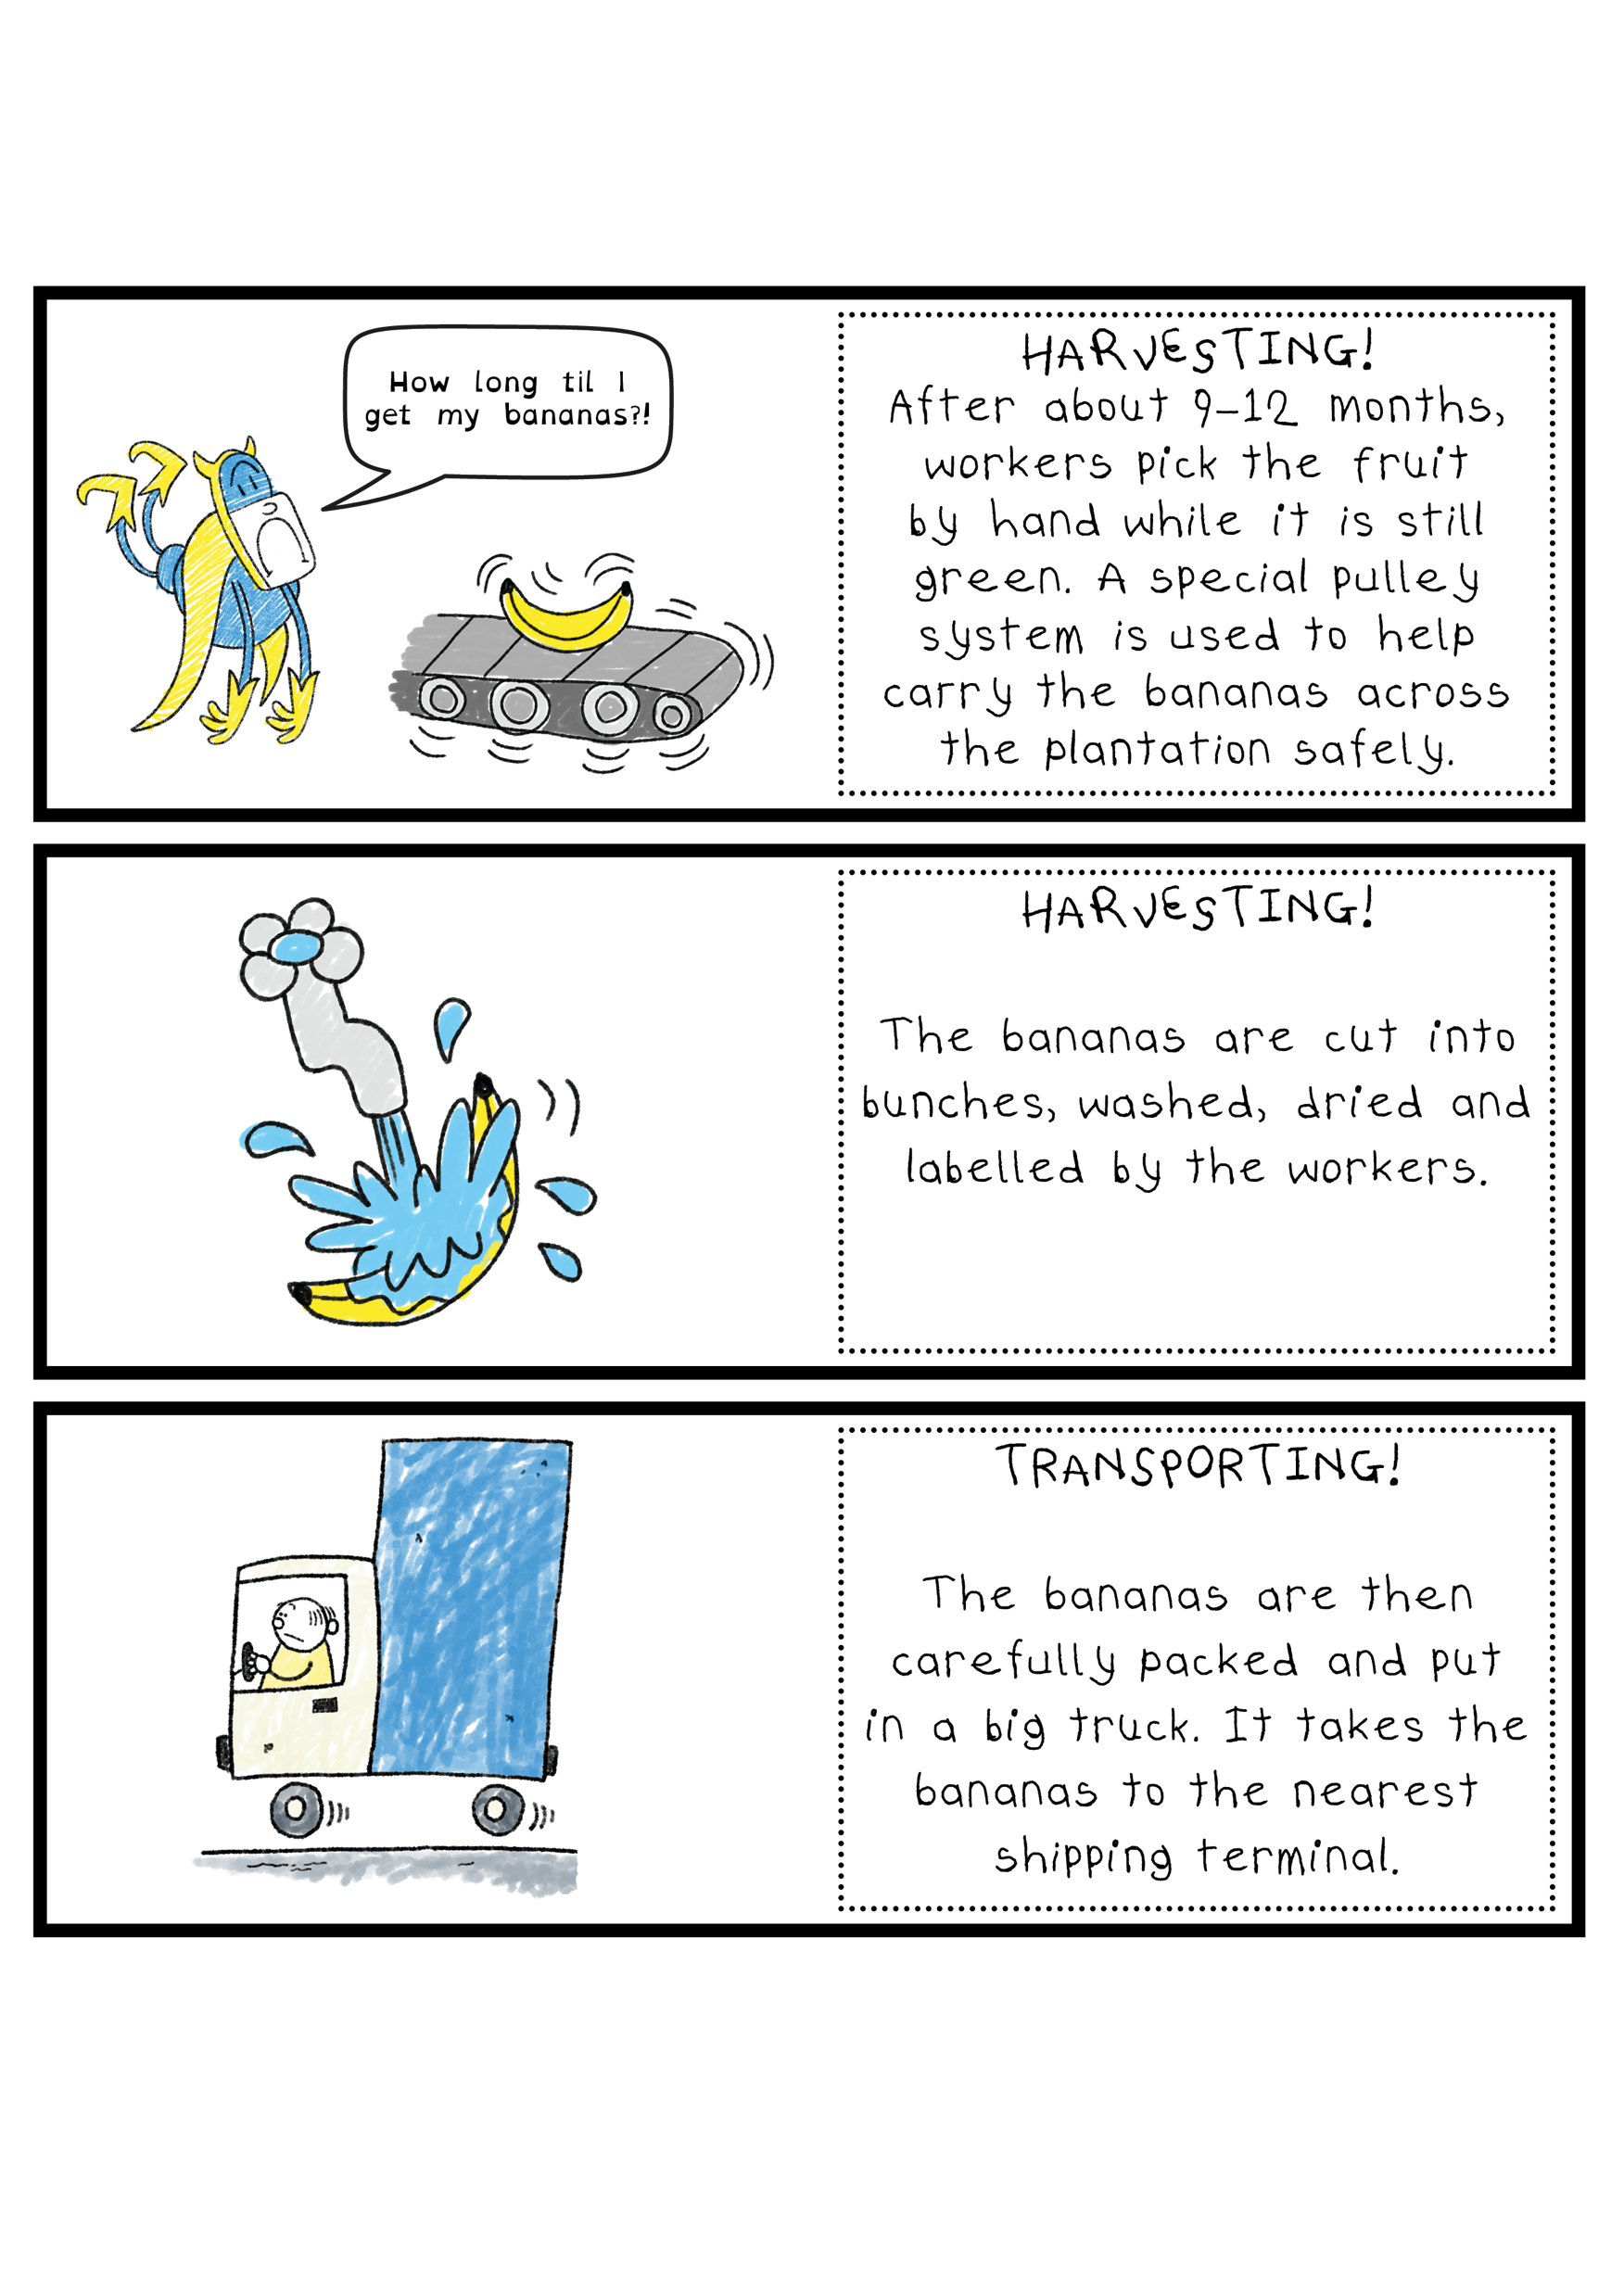 How long til I
get my bananas?!
HARVESTING!
After about 9-12 months,
workers pick the fruit
by hand while it is still
green. A special pulley
system is used to help
carry the bananas across
the plantation safely.
HARVESTING!
The bananas are cut into
bunches, washed, dried and
labelled by the workers.
TRANSPORTING!
The bananas are then
carefully packed and put
in a big truck. It takes the
bananas to the nearest
shipping terminal.